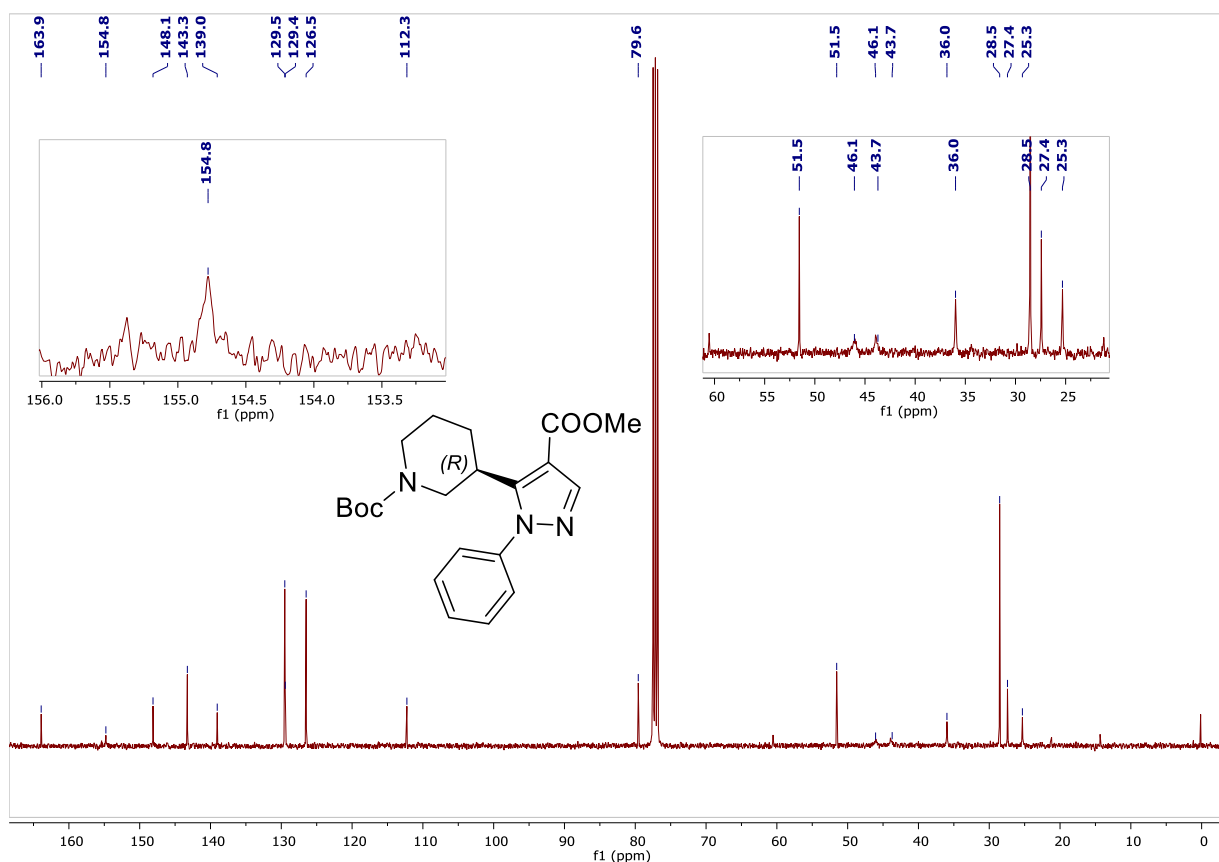 163.9 154.8 148.1 143.3 139.0 129.5 129.4 126.5 112.3 79.6 51.5 46.1 43.7 36.0 28.5 27.4 25.3
154.8
156.0 155.5 155.0 154.5 154.0 153.5
f1 (ppm)
51.5 46.1 43.7 36.0 28.5 27.4 25.3
60 55 50 45 40 35 30 25
f1 (ppm)
COOMe
(R)
N
Boc
N
N
160 150 140 130 120 110 100 90 80 70 60 50 40 30 20 10 0
f1 (ppm)